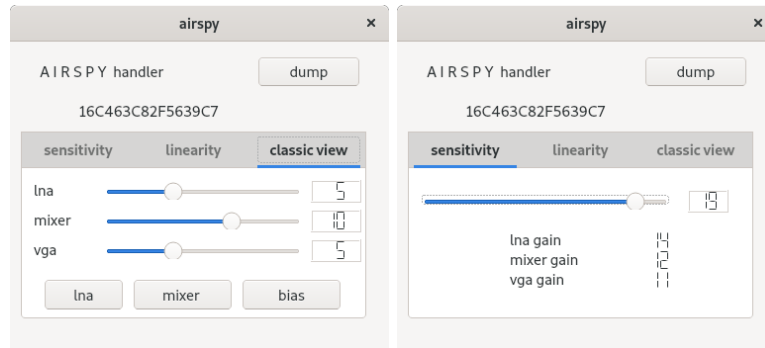 airspy ×
AIRSPY handler dump
16C463C82F5639C7
sensitivity linearity classic view
lna 5
mixer 10
vga 5
lna mixer bias
airspy ×
AIRSPY handler dump
16C463C82F5639C7
sensitivity linearity classic view
19
lna gain 14
mixer gain 12
vga gain 11